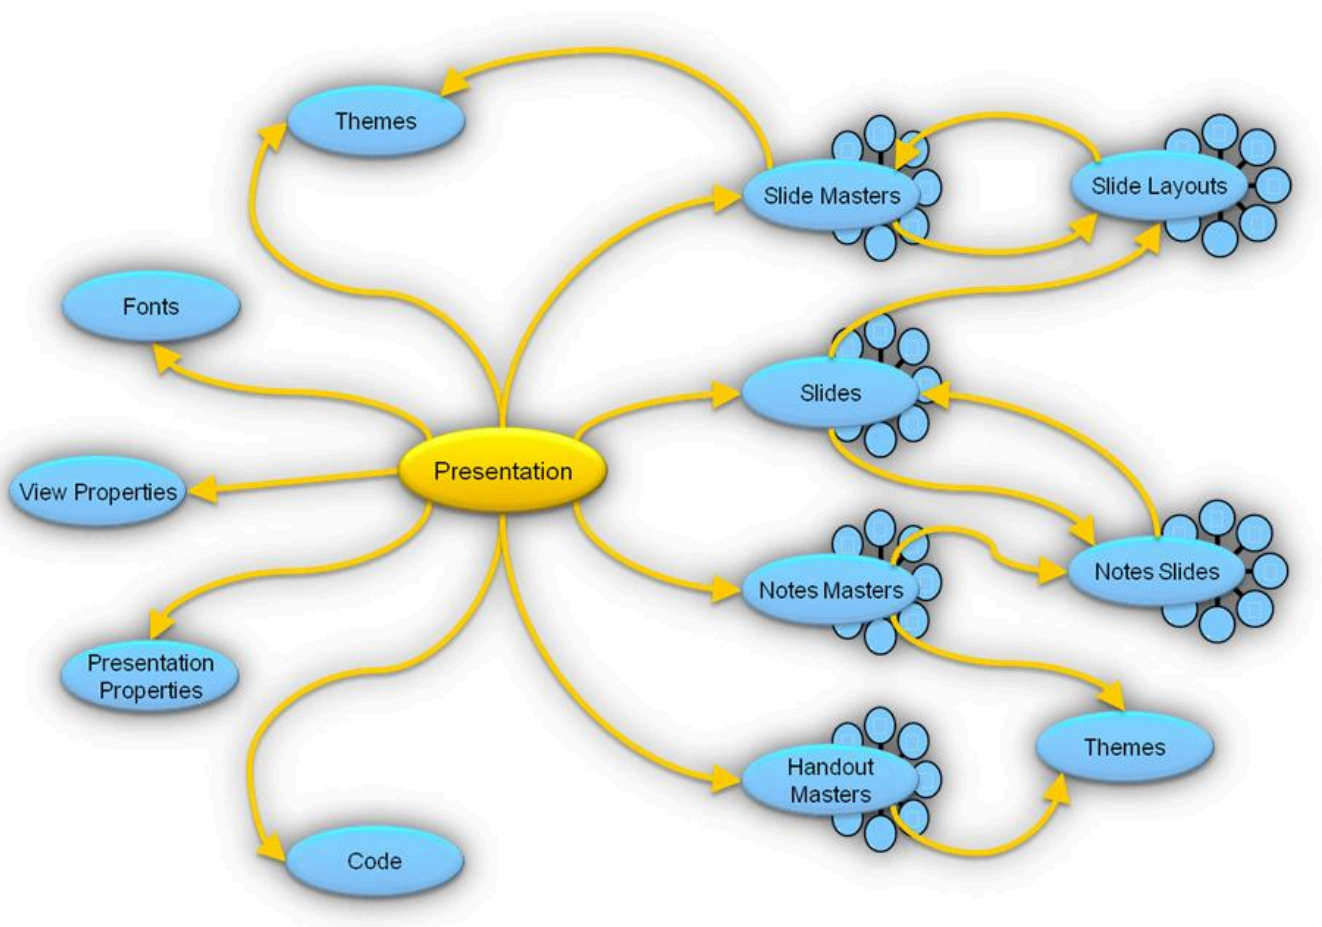 Themes
Slide Masters
Slide Layouts
Fonts
Slides
Presentation
View Properties
Notes Masters
Notes Slides
Presentation
Properties
Themes
Handout
Masters
Code